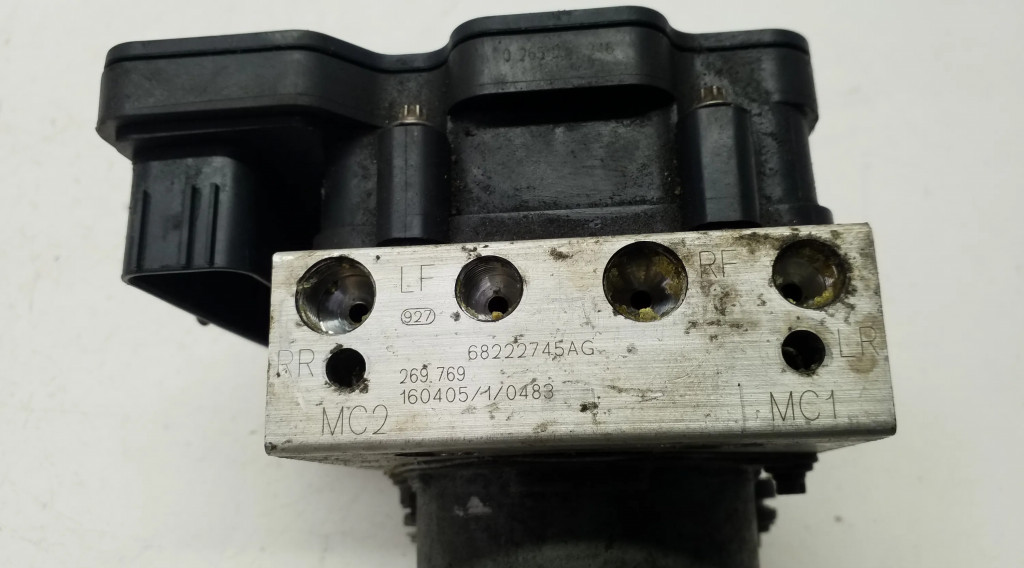 LF
RF
927
68222745AG
RR
LR
269.769
160405/1/0483
MC2
MC1